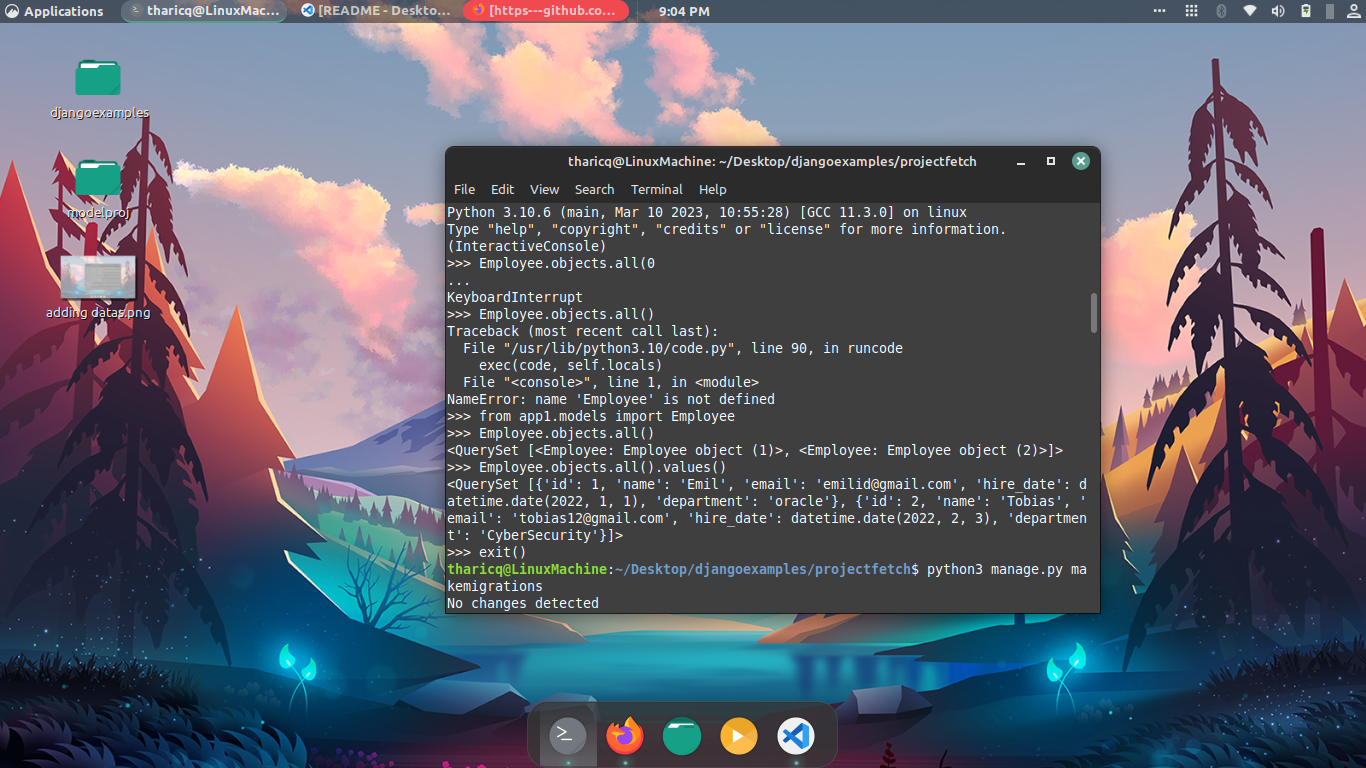 Applications
tharicq@LinuxMac...
[README - Deskto...
[https---github.co...
9:04 PM
djangoexamples
modelproj
adding datas.png
tharicq@LinuxMachine: ~/Desktop/djangoexamples/projectfetch
File Edit View Search Terminal Help
Python 3.10.6 (main, Mar 10 2023, 10:55:28) [GCC 11.3.0] on linux
Type "help", "copyright", "credits" or "license" for more information.
(InteractiveConsole)
>>> Employee.objects.all(0
...
KeyboardInterrupt
>>> Employee.objects.all()
Traceback (most recent call last):
  File "/usr/lib/python3.10/code.py", line 90, in runcode
    exec(code, self.locals)
  File "<console>", line 1, in <module>
NameError: name 'Employee' is not defined
>>> from app1.models import Employee
>>> Employee.objects.all()
<QuerySet [<Employee: Employee object (1)>, <Employee: Employee object (2)>]>
>>> Employee.objects.all().values()
<QuerySet [{'id': 1, 'name': 'Emil', 'email': 'emilid@gmail.com', 'hire_date': d
atetime.date(2022, 1, 1), 'department': 'oracle'}, {'id': 2, 'name': 'Tobias', '
email': 'tobias12@gmail.com', 'hire_date': datetime.date(2022, 2, 3), 'departmen
t': 'CyberSecurity'}]>
>>> exit()
tharicq@LinuxMachine:~/Desktop/djangoexamples/projectfetch$ python3 manage.py ma
kemigrations
No changes detected